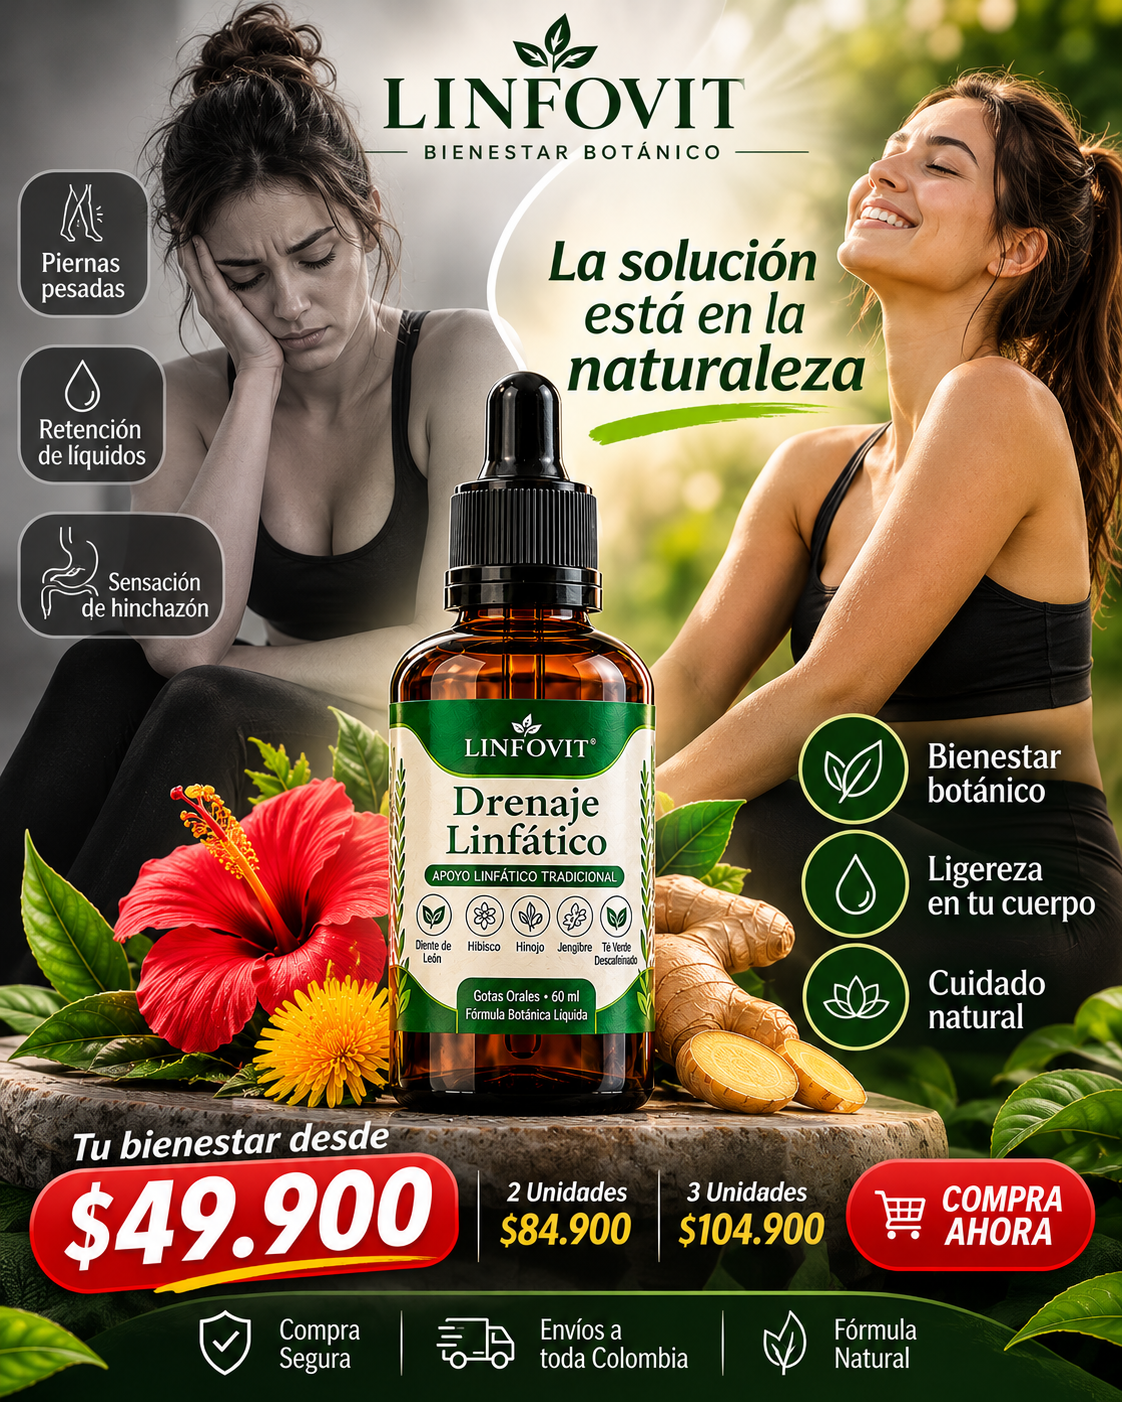 LINFOVIT
BIENESTAR BOTÁNICO
Piernas
pesadas
Retención
de líquidos
Sensación
de hinchazón
La solución
está en la
naturaleza
LINFOVIT®
Drenaje
Linfático
APOYO LINFÁTICO TRADICIONAL
Diente de
León
Hibisco
Hinojo
Jengibre
Té Verde
Descafeinado
Gotas Orales • 60 ml
Fórmula Botánica Líquida
Bienestar
botánico
Ligereza
en tu cuerpo
Cuidado
natural
Tu bienestar desde
$49.900
2 Unidades
$84.900
3 Unidades
$104.900
COMPRA
AHORA
Compra
Segura
Envíos a
toda Colombia
Fórmula
Natural